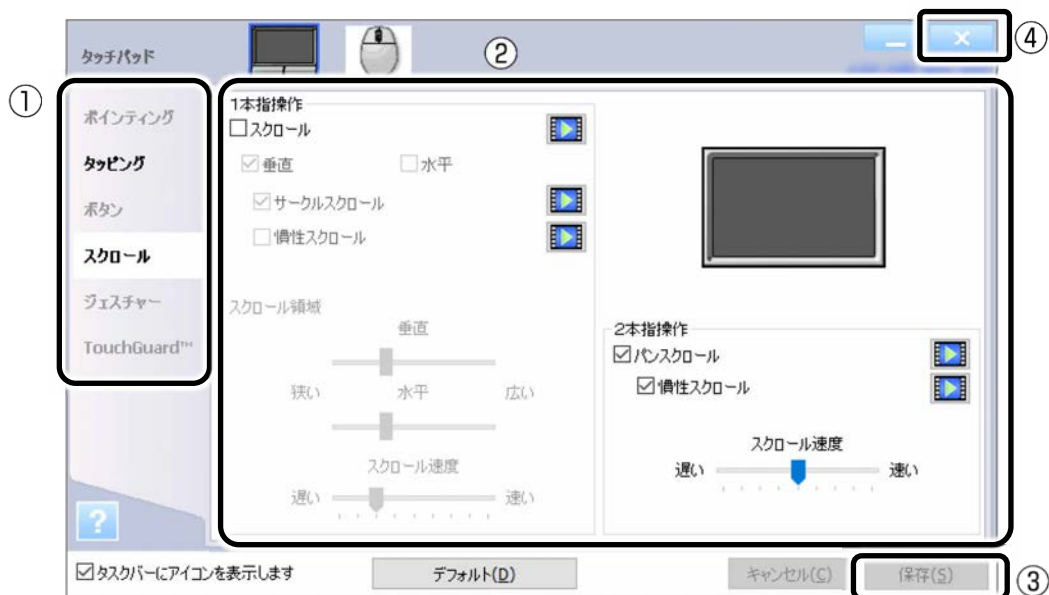 タッチパッド
②
④
①
ポインティング
タッピング
ボタン
スクロール
ジェスチャー
TouchGuard™
1本指操作
スクロール
垂直 水平
サークルスクロール
慣性スクロール
スクロール領域
垂直
狭い 水平 広い
スクロール速度
遅い 速い
2本指操作
パンスクロール
慣性スクロール
スクロール速度
遅い 速い
?
タスクバーにアイコンを表示します
デフォルト(D)
キャンセル(C)
保存(S)
③